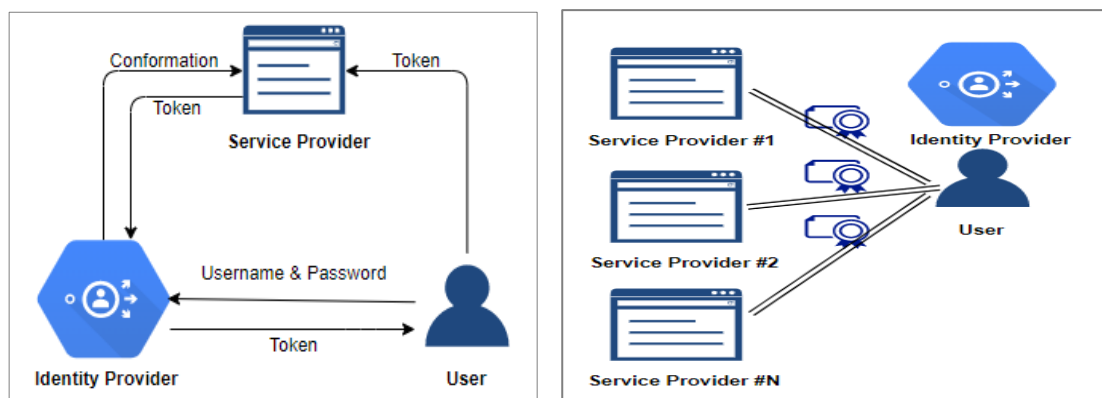 Conformation
Token
Token
Service Provider
Username & Password
Token
Identity Provider
User
Service Provider #1
Identity Provider
User
Service Provider #2
Service Provider #N